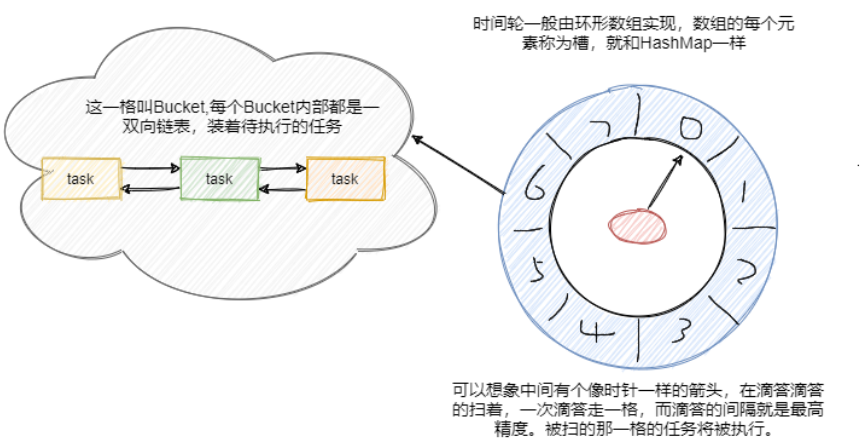 时间轮一般由环形数组实现，数组的每个元
素称为槽，就和HashMap一样
这一格叫Bucket,每个Bucket内部都是一
双向链表，装着待执行的任务
task
task
task
0
1
2
3
4
5
6
7
可以想象中间有个像时针一样的箭头，在滴答滴答
的扫着，一次滴答走一格，而滴答的间隔就是最高
精度。被扫的那一格的任务将被执行。